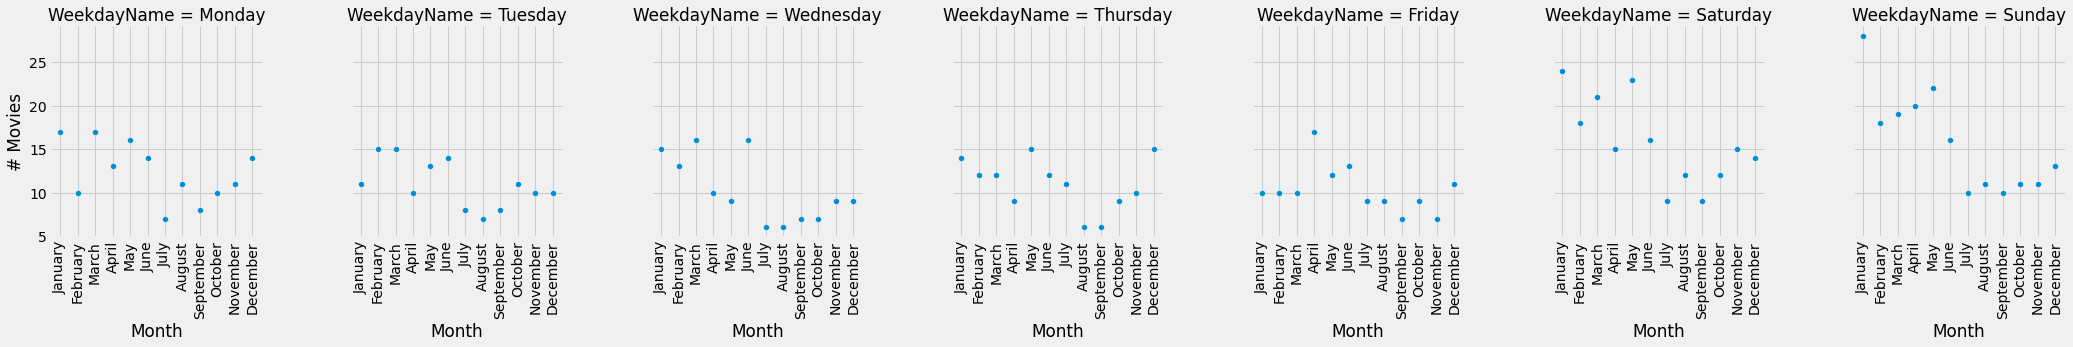 WeekdayName = Monday
WeekdayName = Tuesday
WeekdayName = Wednesday
WeekdayName = Thursday
WeekdayName = Friday
WeekdayName = Saturday
WeekdayName = Sunday
# Movies
25
20
15
10
5
January
February
March
April
May
June
July
August
September
October
November
December
Month
January
February
March
April
May
June
July
August
September
October
November
December
Month
January
February
March
April
May
June
July
August
September
October
November
December
Month
January
February
March
April
May
June
July
August
September
October
November
December
Month
January
February
March
April
May
June
July
August
September
October
November
December
Month
January
February
March
April
May
June
July
August
September
October
November
December
Month
January
February
March
April
May
June
July
August
September
October
November
December
Month